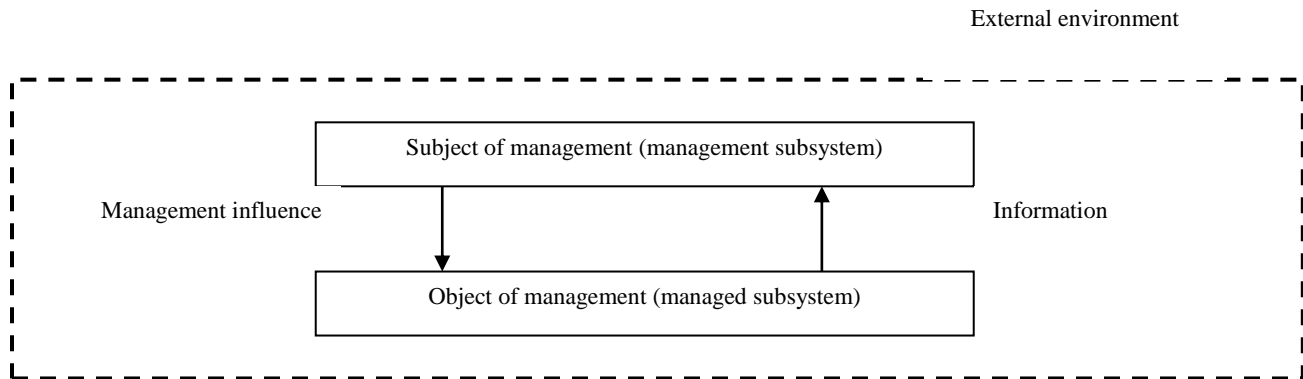 External environment
Subject of management (management subsystem)
Management influence
Information
Object of management (managed subsystem)